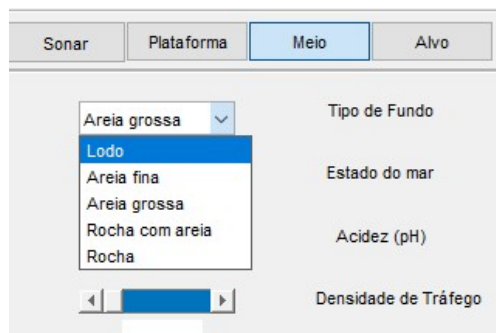 Sonar Plataforma Meio Alvo
Areia grossa Tipo de Fundo
Lodo
Areia fina Estado do mar
Areia grossa
Rocha com areia Acidez (pH)
Rocha
Densidade de Tráfego